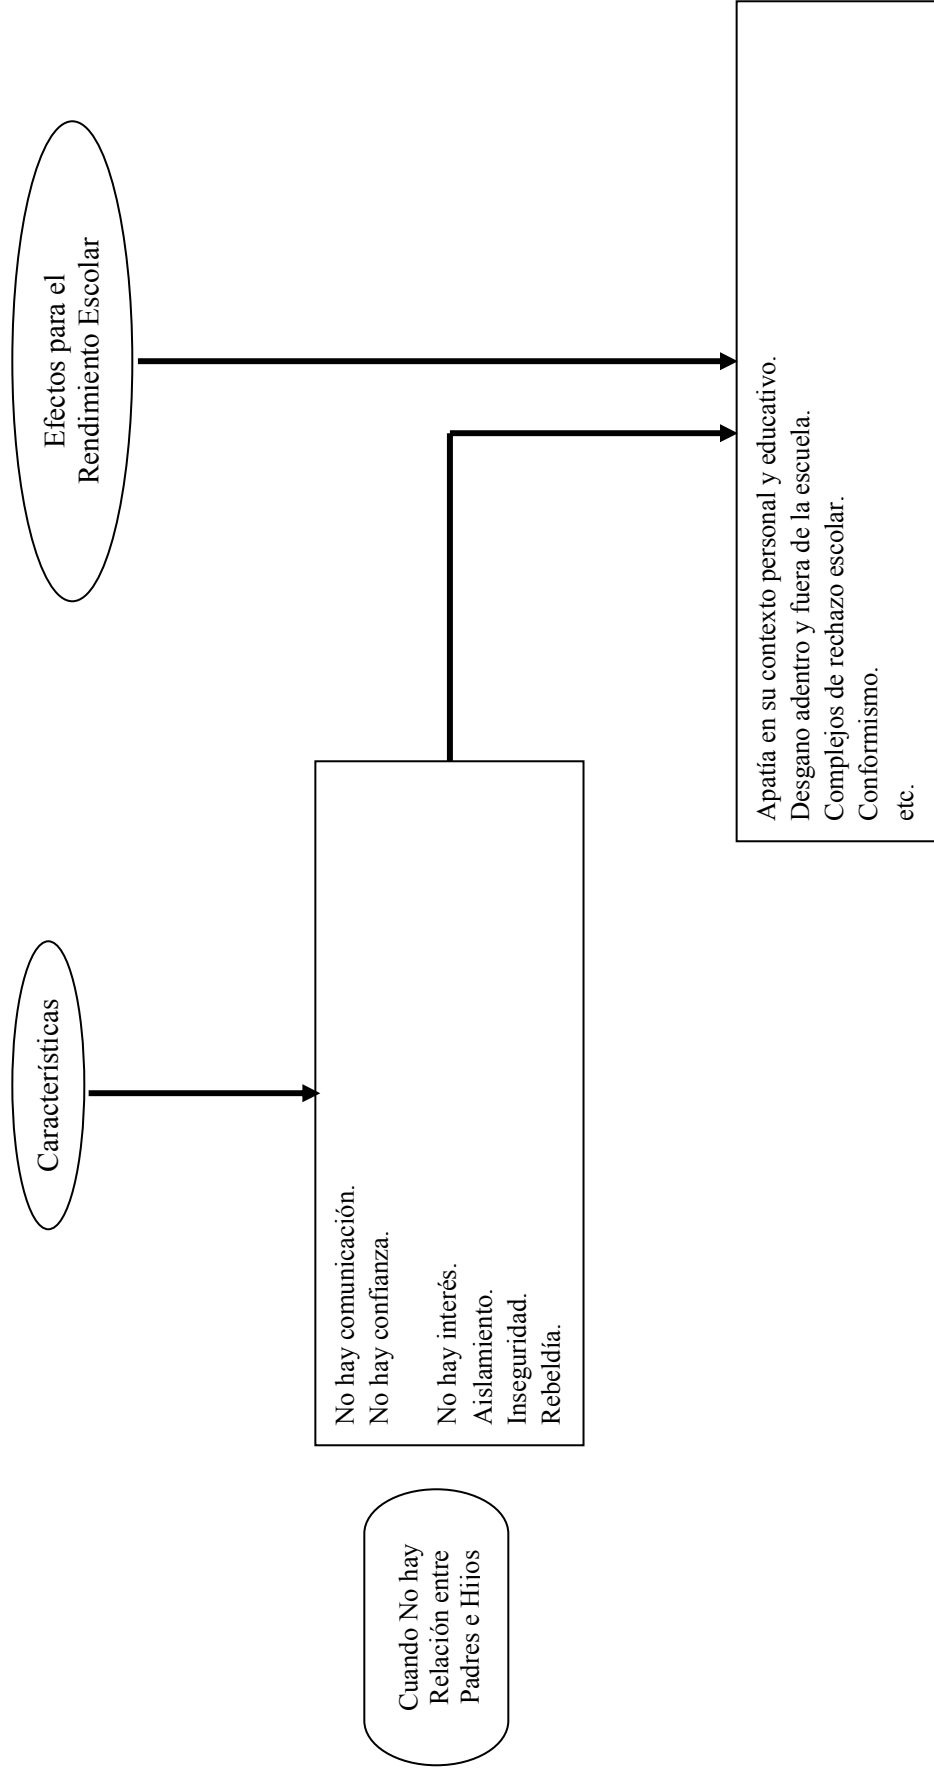 Características
Efectos para el
Rendimiento Escolar
Cuando No hay
Relación entre
Padres e Hijos
No hay comunicación.
No hay confianza.
No hay interés.
Aislamiento.
Inseguridad.
Rebeldía.
Apatía en su contexto personal y educativo.
Desgano adentro y fuera de la escuela.
Complejos de rechazo escolar.
Conformismo.
etc.